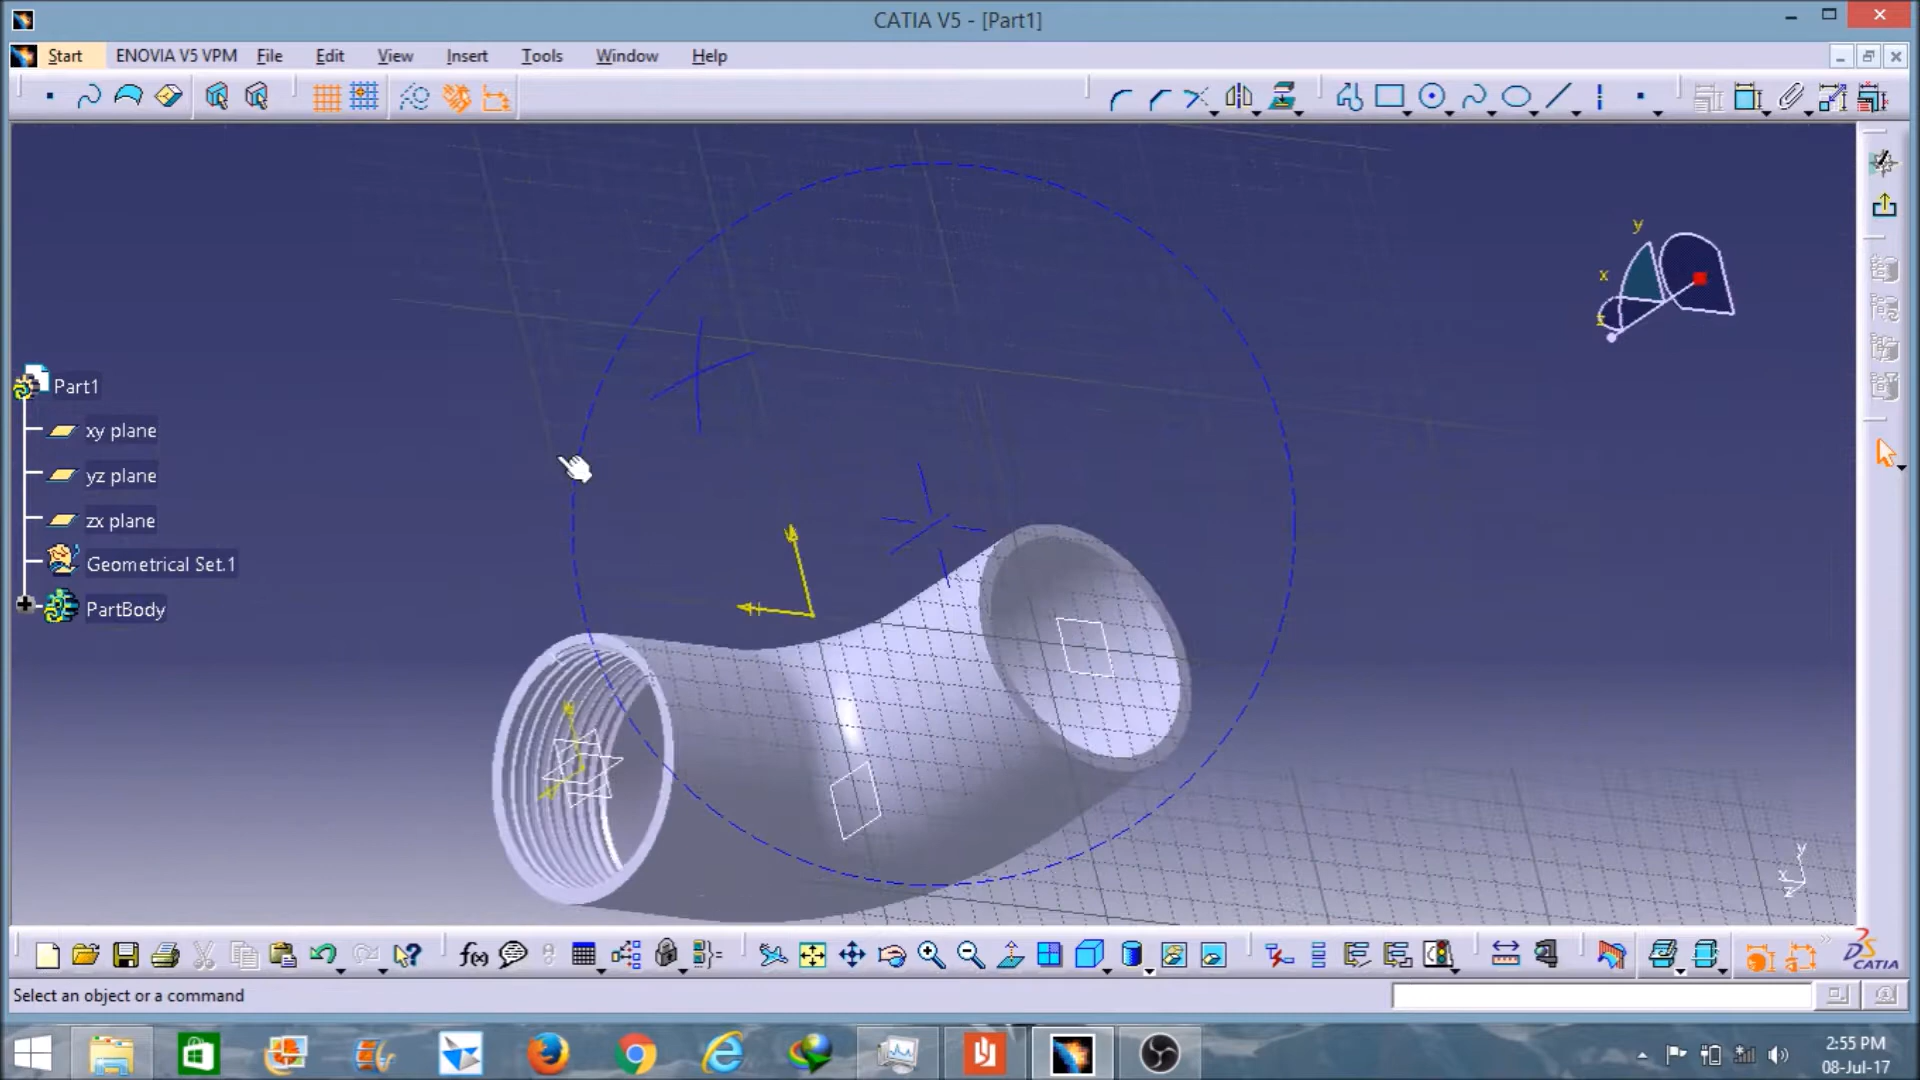 CATIA V5 - [Part1]
Start ENOVIA V5 VPM File Edit View Insert Tools Window Help
y
x
z
Part1
xy plane
yz plane
zx plane
Geometrical Set.1
PartBody
y
x
z
f(x)
CATIA
Select an object or a command
2:55 PM
08-Jul-17